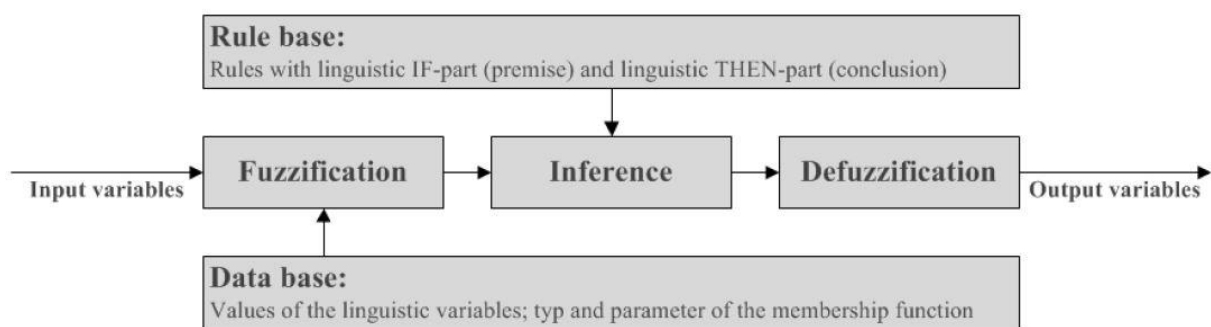 Rule base:
Rules with linguistic IF-part (premise) and linguistic THEN-part (conclusion)
Fuzzification
Inference
Defuzzification
Input variables
Output variables
Data base:
Values of the linguistic variables; typ and parameter of the membership function